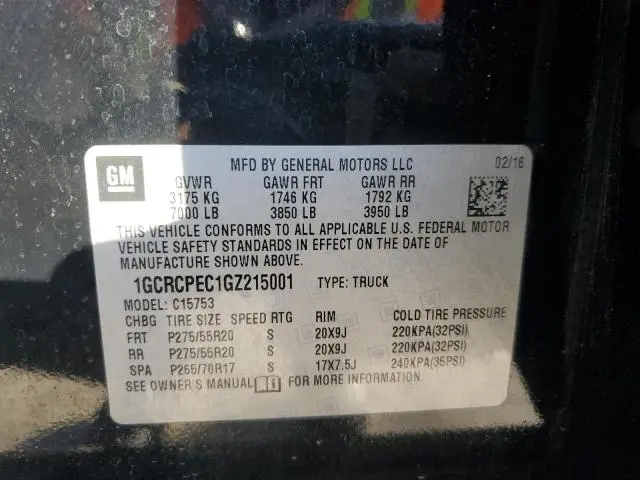 GM
MFD BY GENERAL MOTORS LLC 02/16
GVWR GAWR FRT GAWR RR
3175 KG 1746 KG 1792 KG
7000 LB 3850 LB 3950 LB
THIS VEHICLE CONFORMS TO ALL APPLICABLE U.S. FEDERAL MOTOR
VEHICLE SAFETY STANDARDS IN EFFECT ON THE DATE OF
MANUFACTURE SHOWN ABOVE.
1GCRCPEC1GZ215001 TYPE: TRUCK
MODEL: C15753
CHBG TIRE SIZE SPEED RTG RIM COLD TIRE PRESSURE
FRT P275/55R20 S 20X9J 220KPA(32PSI)
RR P275/55R20 S 20X9J 220KPA(32PSI)
SPA P265/70R17 S 17X7.5J 240KPA(35PSI)
SEE OWNER'S MANUAL FOR MORE INFORMATION.